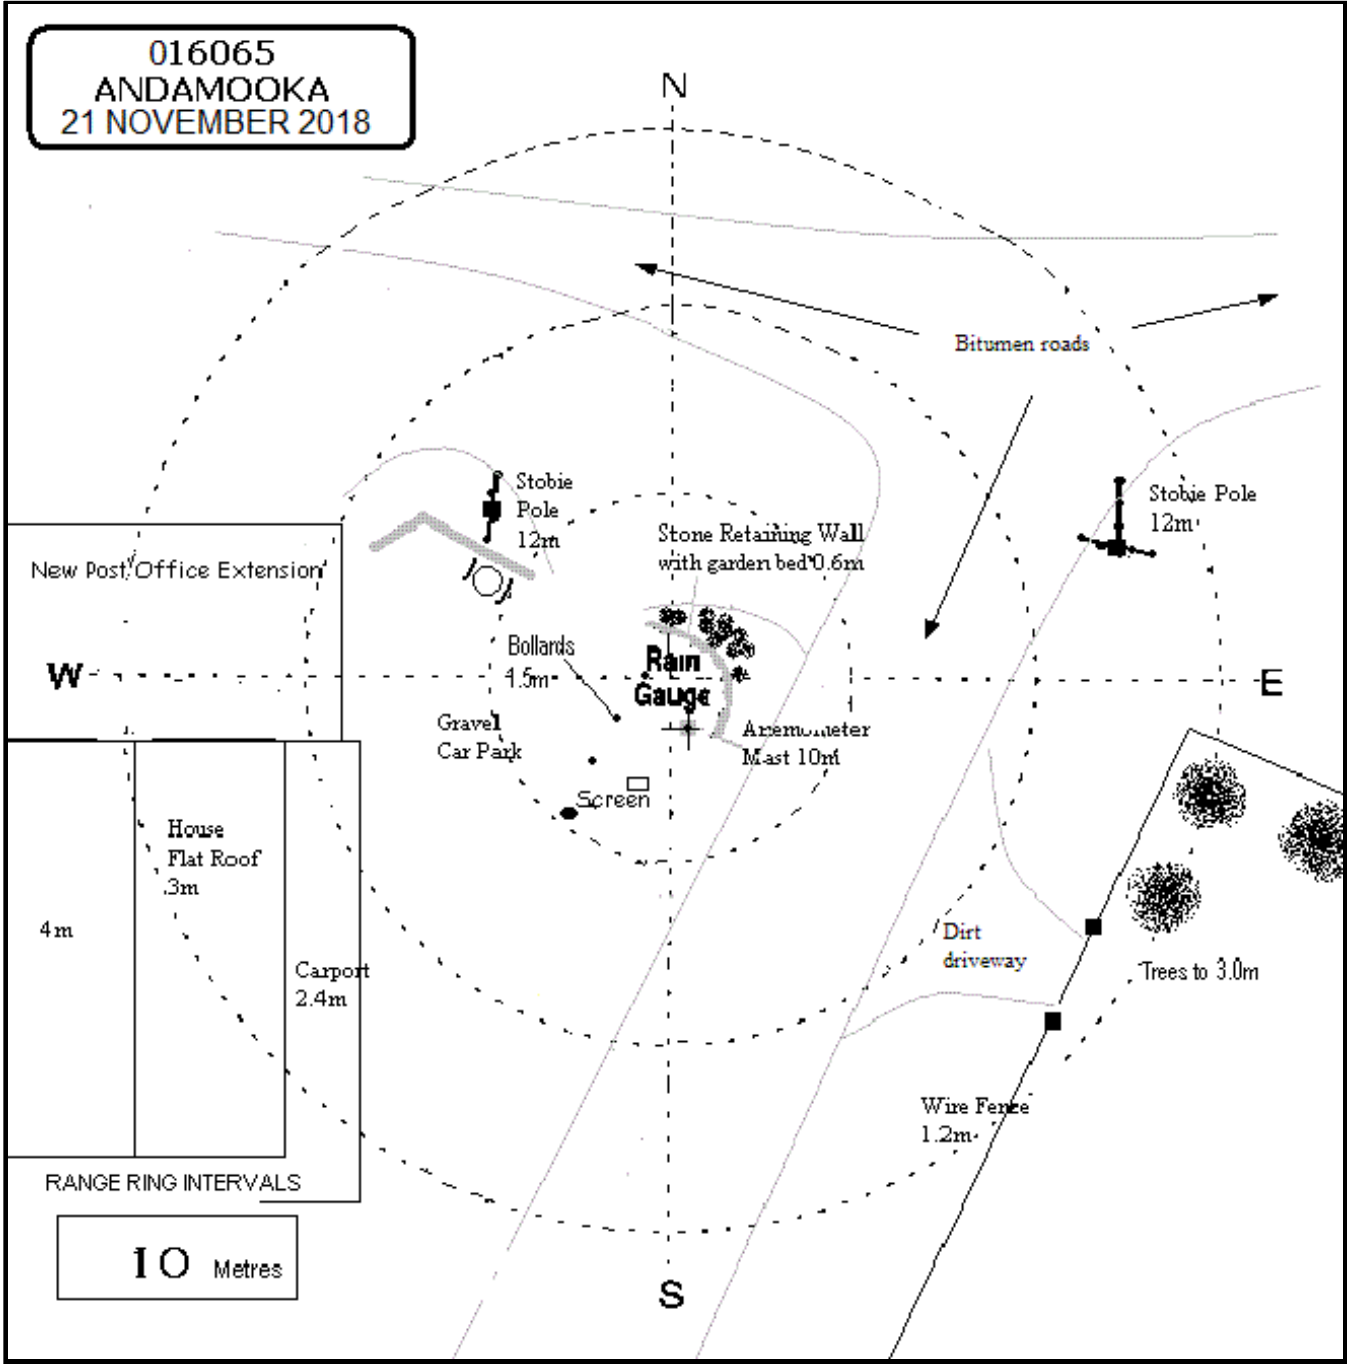 016065
ANDAMOOKA
21 NOVEMBER 2018
N
Bitumen roads
Stobie
Pole
12m
Stobie Pole
12m
Stone Retaining Wall
with garden bed 0.6m
New Post Office Extension
Bollards
1.5m
Rain
Gauge
W
E
Gravel
Car Park
Anemometer
Mast 10m
Screen
House
Flat Roof
3m
4m
Carport
2.4m
Dirt
driveway
Trees to 3.0m
Wire Fence
1.2m
RANGE RING INTERVALS
10 Metres
S